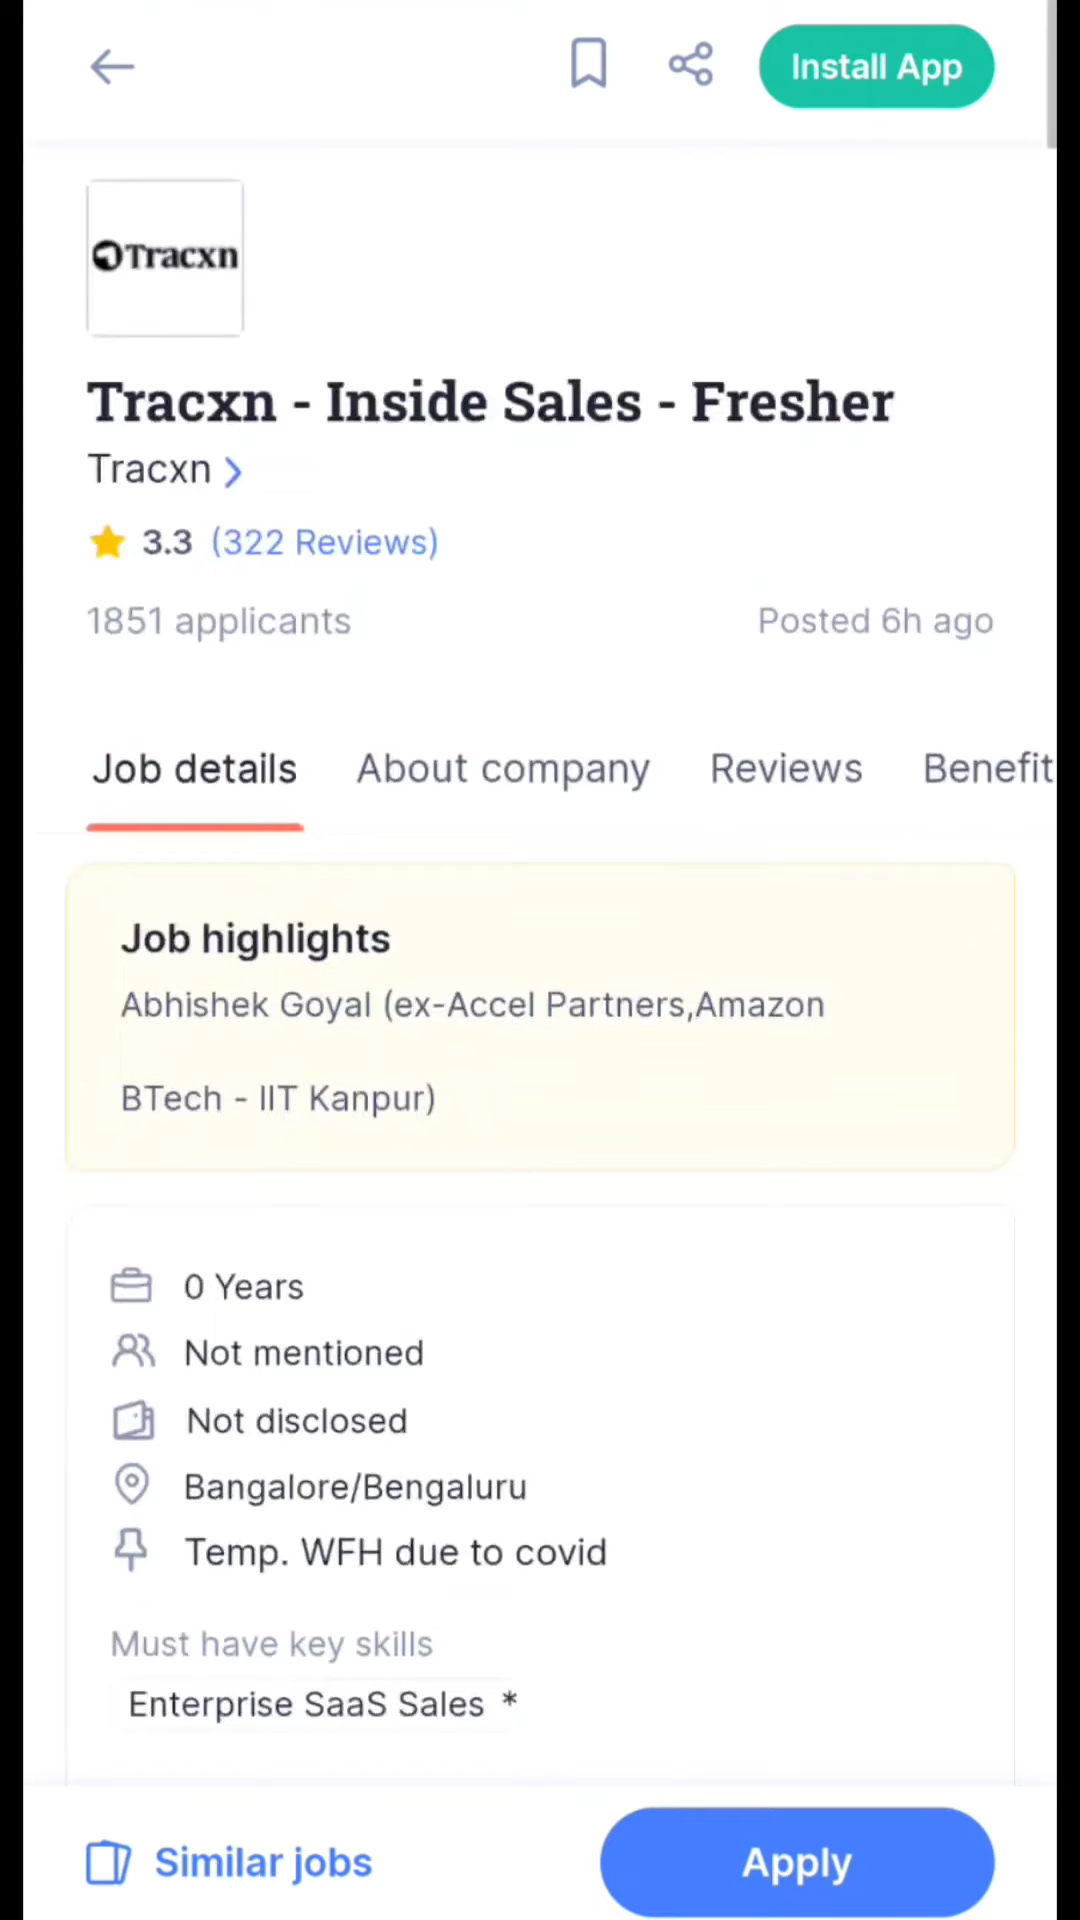 Install App
Tracxn
Tracxn - Inside Sales - Fresher
Tracxn
3.3 (322 Reviews)
1851 applicants Posted 6h ago
Job details About company Reviews Benefit
Job highlights
Abhishek Goyal (ex-Accel Partners,Amazon
BTech - IIT Kanpur)
0 Years
Not mentioned
Not disclosed
Bangalore/Bengaluru
Temp. WFH due to covid
Must have key skills
Enterprise SaaS Sales *
Similar jobs Apply